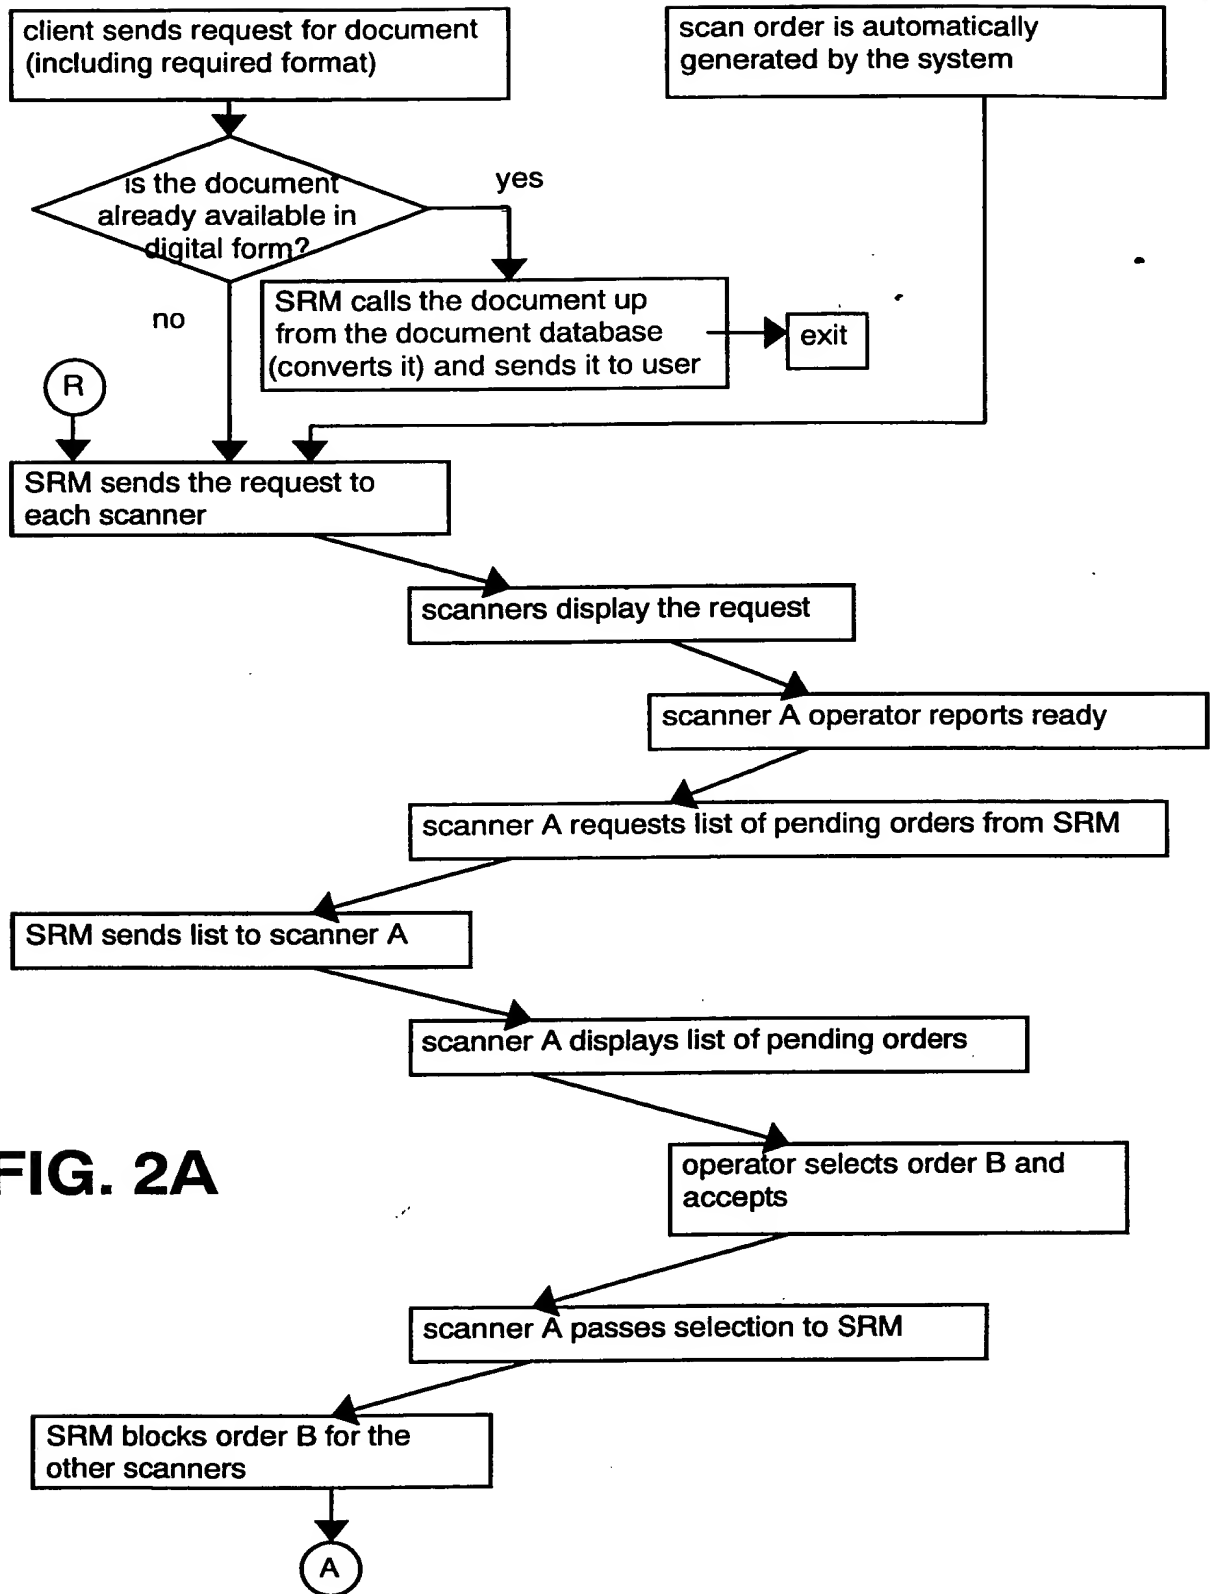 client sends request for document
(including required format)
scan order is automatically
generated by the system
is the document
already available in
digital form?
yes
no
SRM calls the document up
from the document database
(converts it) and sends it to user
exit
R
SRM sends the request to
each scanner
scanners display the request
scanner A operator reports ready
scanner A requests list of pending orders from SRM
SRM sends list to scanner A
scanner A displays list of pending orders
FIG. 2A
operator selects order B and
accepts
scanner A passes selection to SRM
SRM blocks order B for the
other scanners
A